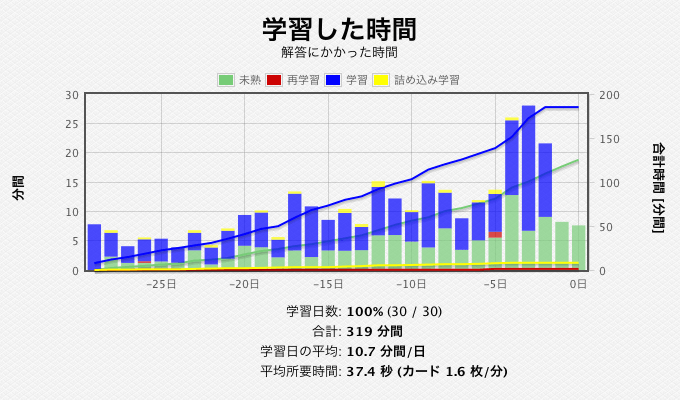 学習した時間
解答にかかった時間
未熟 再学習 学習 詰め込み学習
30 200
25
150
20
15 100
10
50
5
0 0
分間
合計時間 [分間]
-25日 -20日 -15日 -10日 -5日 0日
学習日数: 100% (30 / 30)
合計: 319 分間
学習日の平均: 10.7 分間/日
平均所要時間: 37.4 秒 (カード 1.6 枚/分)